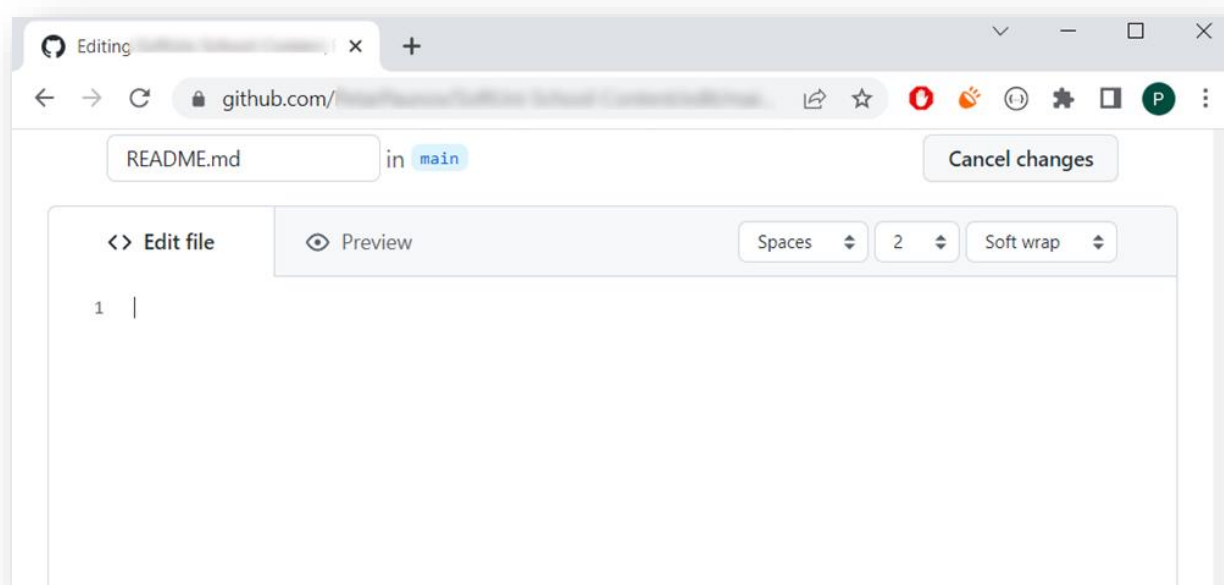 Editing
github.com/
P
README.md in main Cancel changes
Edit file Preview Spaces 2 Soft wrap
1